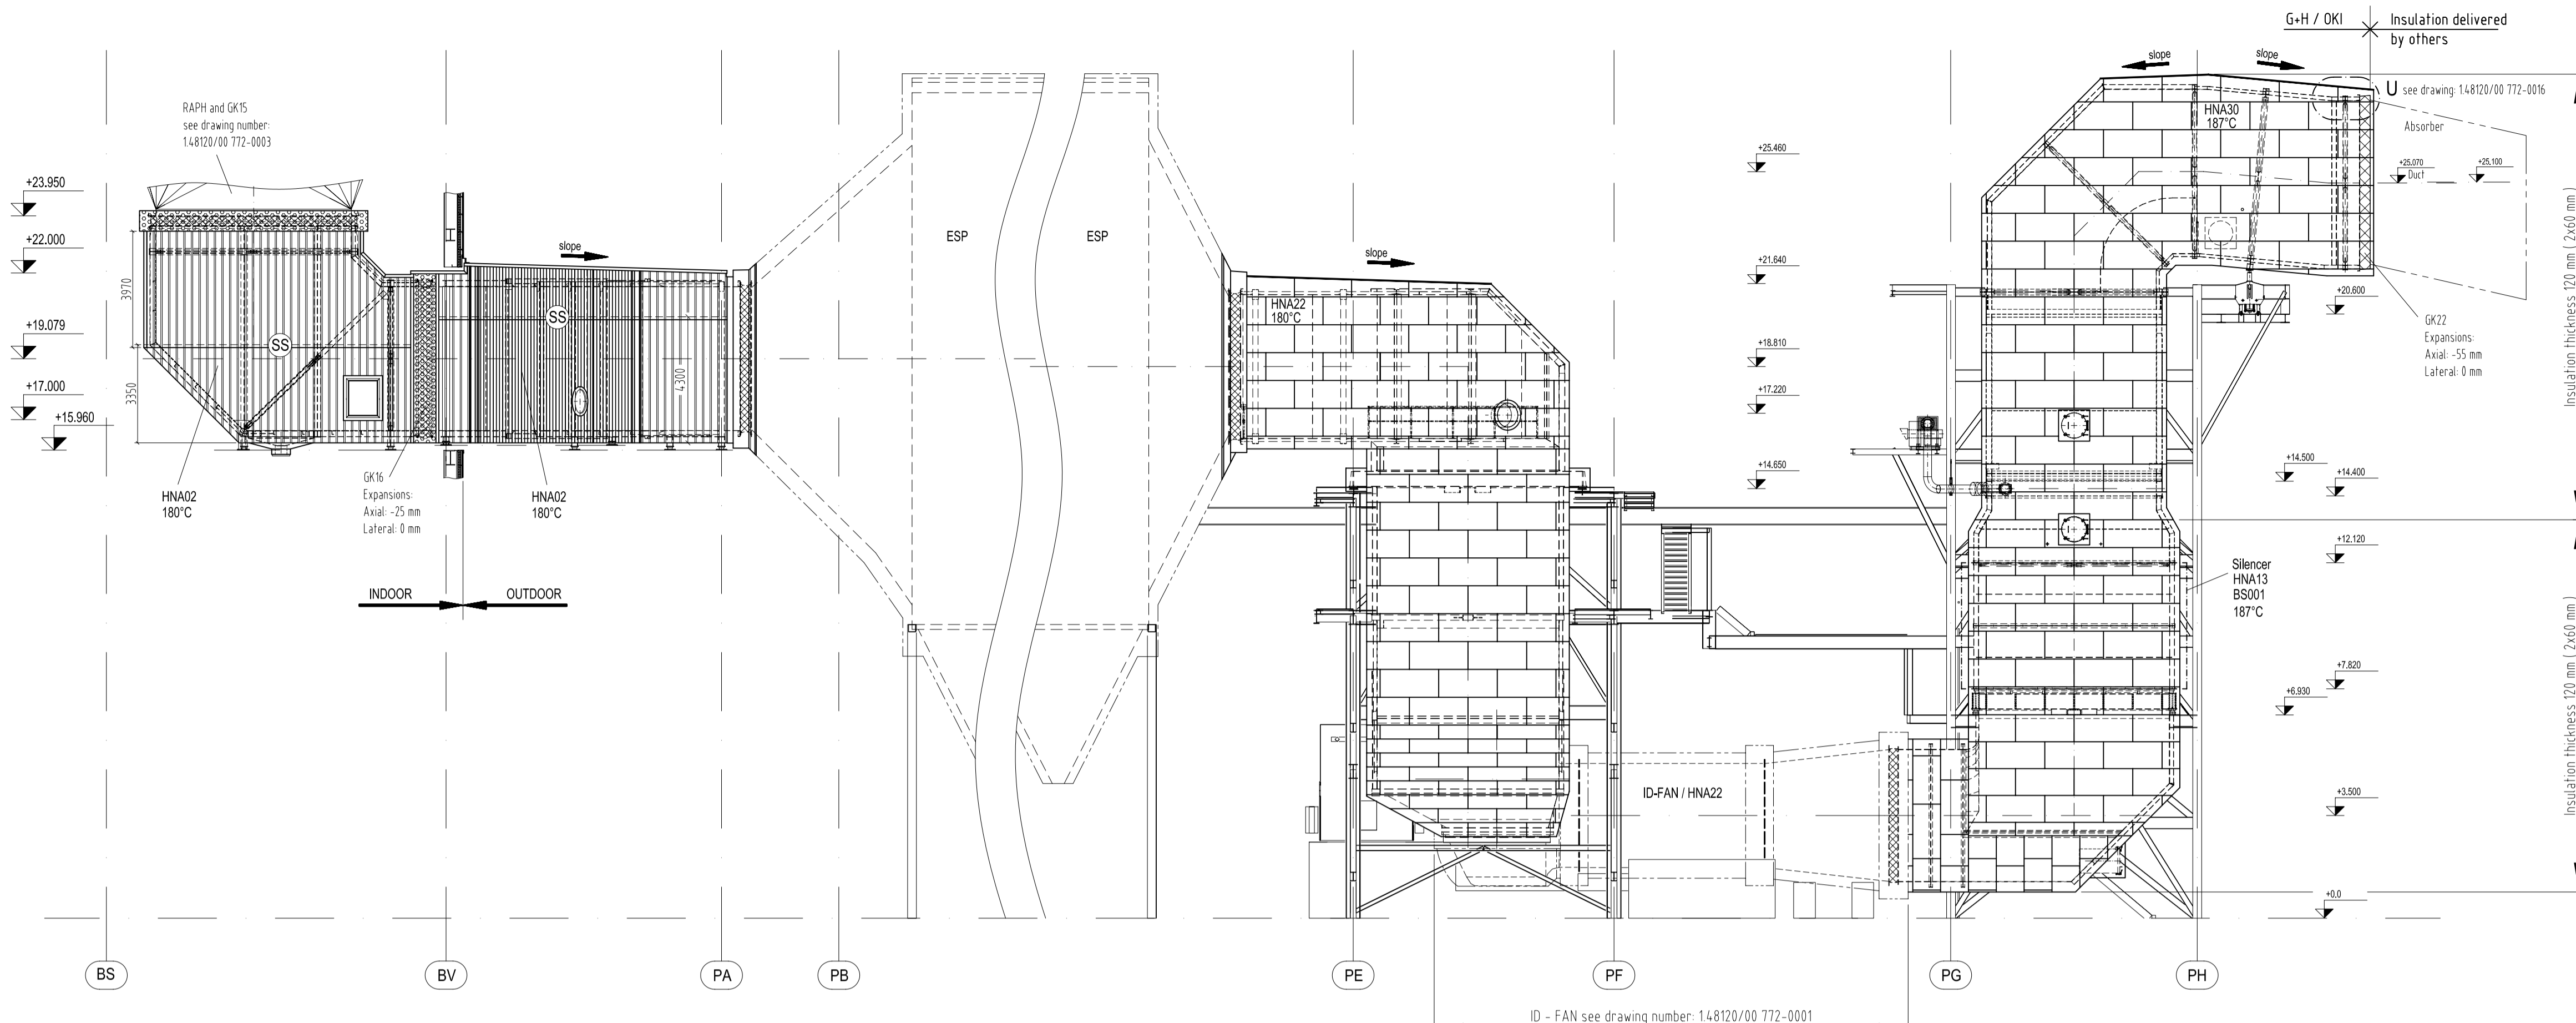 G+H / OKI
Insulation delivered
by others
slope
slope
U see drawing: 1.48120/00 772-0016
Absorber
HNA30
187°C
+25.070
Duct
+25.100
RAPH and GK15
see drawing number:
1.48120/00 772-0003
+23.950
+22.000
+19.079
+17.000
+15.960
3970
3350
SS
SS
slope
4300
HNA02
180°C
GK16
Expansions:
Axial: -25 mm
Lateral: 0 mm
HNA02
180°C
INDOOR
OUTDOOR
ESP
ESP
slope
HNA22
180°C
+25.460
+21.640
+18.810
+17.220
+14.650
+20.600
GK22
Expansions:
Axial: -55 mm
Lateral: 0 mm
+14.500
+14.400
+12.120
Silencer
HNA13
BS001
187°C
+7.820
+6.930
+3.500
+0.0
Insulation thickness 120 mm ( 2x60 mm )
Insulation thickness 120 mm ( 2x60 mm )
ID-FAN / HNA22
BS
BV
PA
PB
PE
PF
PG
PH
ID - FAN see drawing number: 1.48120/00 772-0001